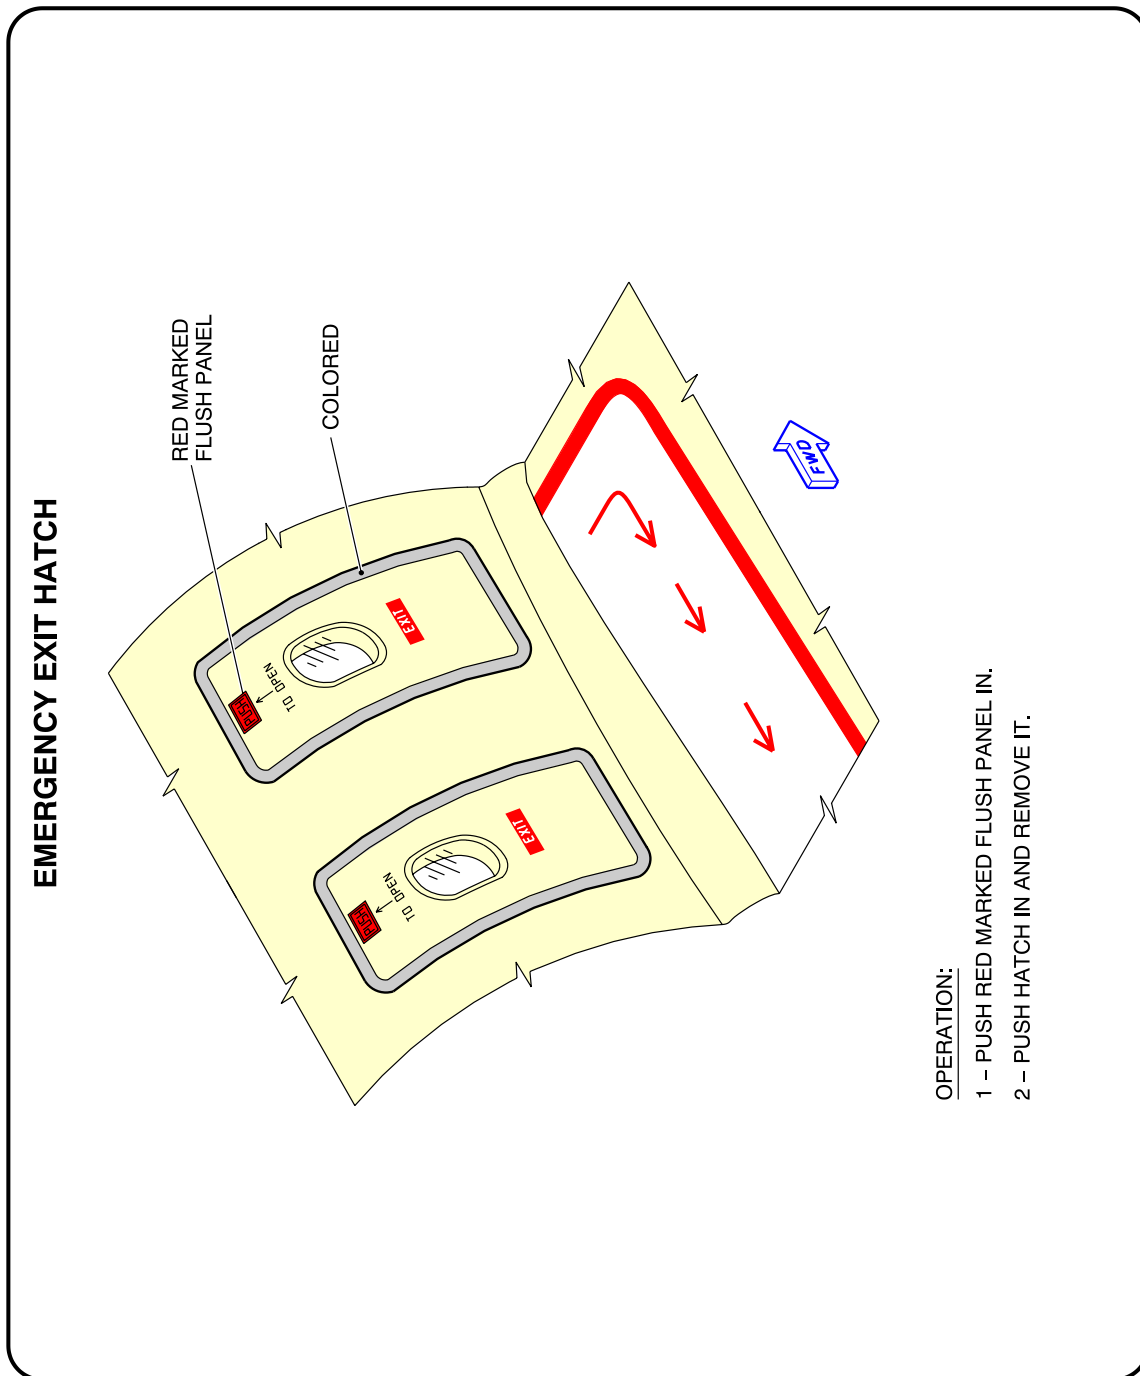 EMERGENCY EXIT HATCH
RED MARKED
FLUSH PANEL
COLORED
PUSH
TO OPEN
EXIT
PUSH
TO OPEN
EXIT
FWD
OPERATION:
1 – PUSH RED MARKED FLUSH PANEL IN.
2 – PUSH HATCH IN AND REMOVE IT.